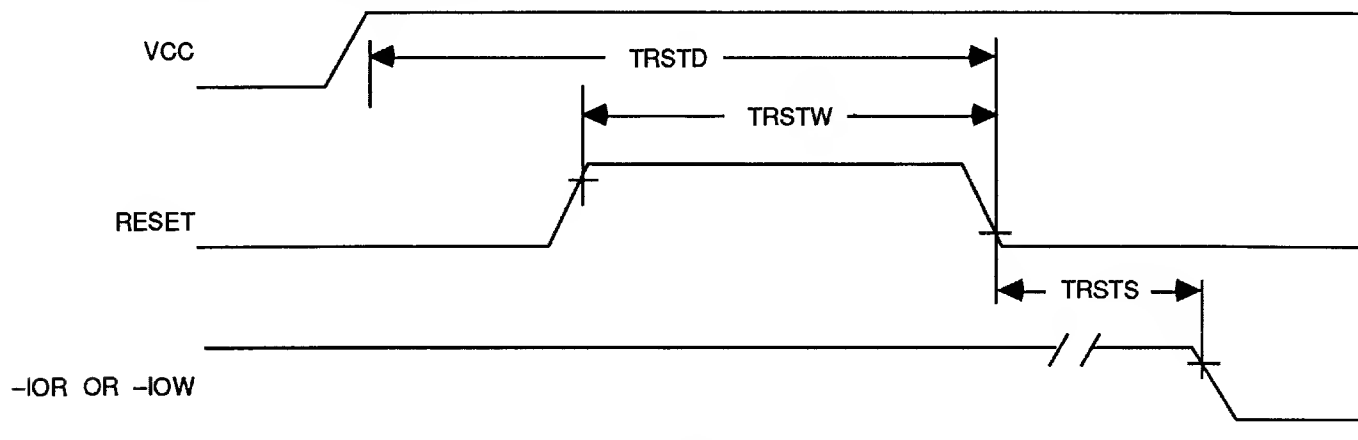 VCC
TRSTD
TRSTW
RESET
TRSTS
–IOR OR –IOW